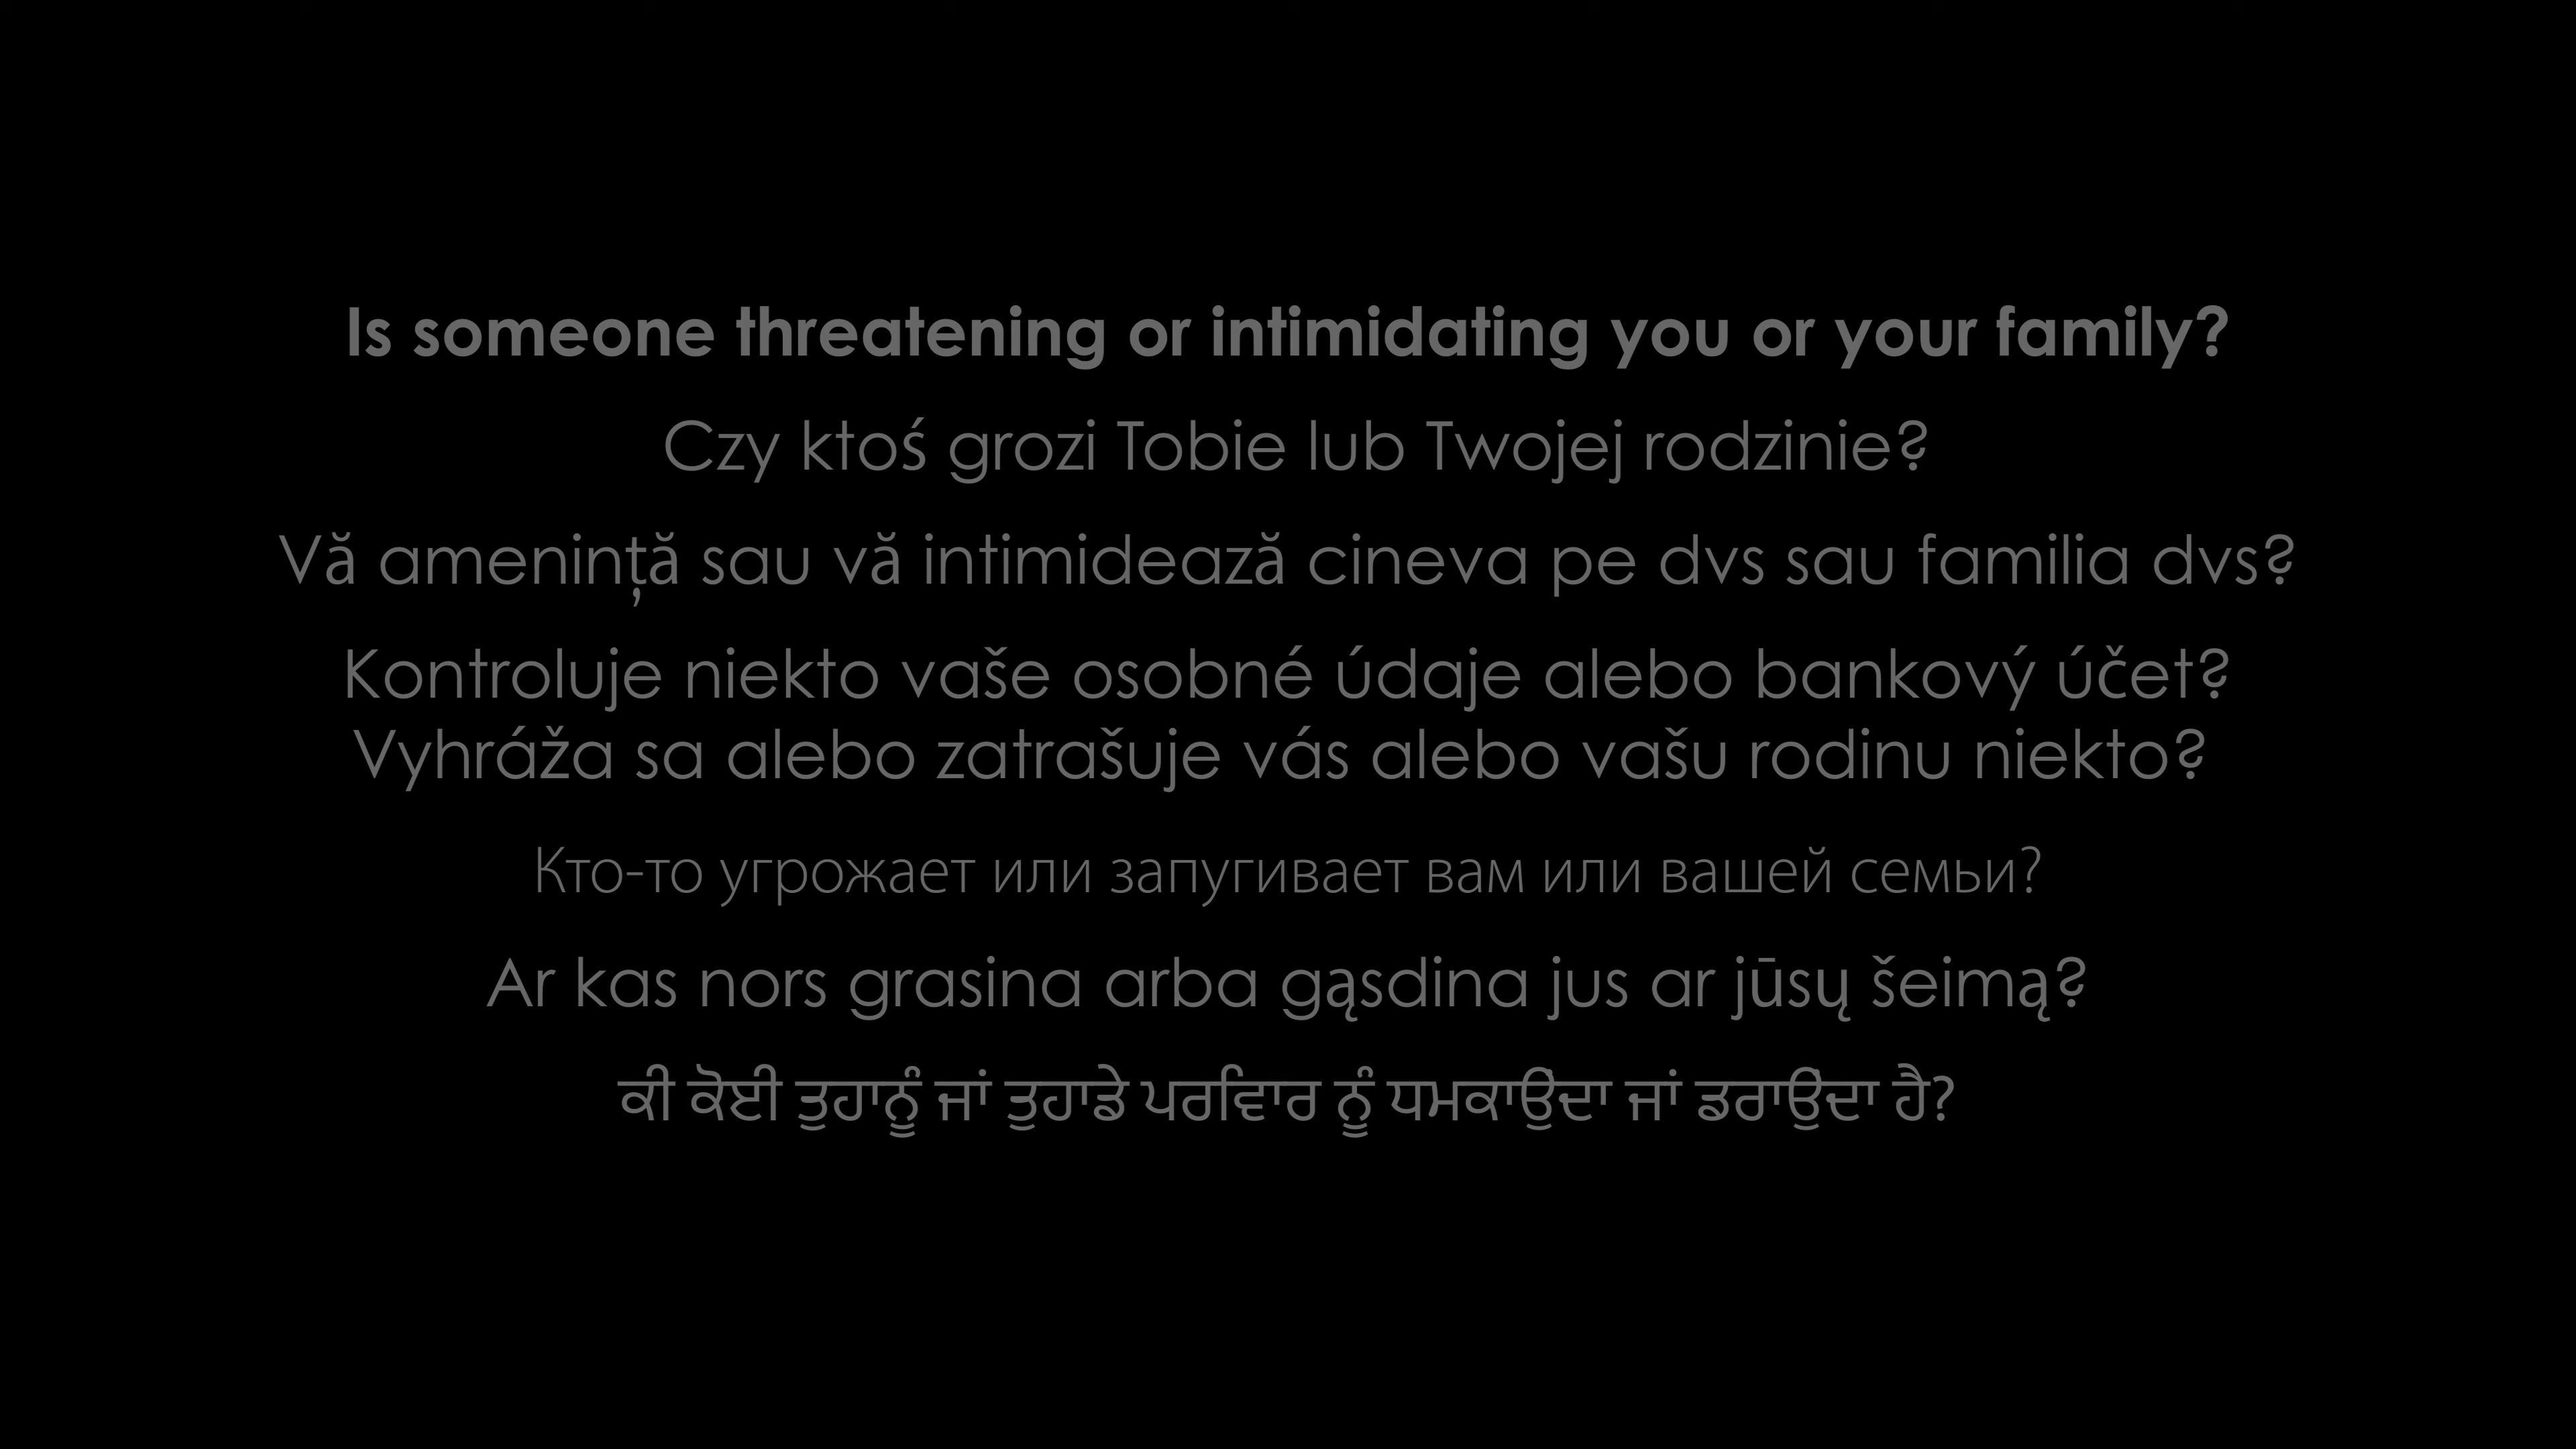 Is someone threatening or intimidating you or your family?
Czy ktoś grozi Tobie lub Twojej rodzinie?
Vă amenință sau vă intimidează cineva pe dvs sau familia dvs?
Kontroluje niekto vaše osobné údaje alebo bankový účet?
Vyhráža sa alebo zatrašuje vás alebo vašu rodinu niekto?
Кто-то угрожает или запугивает вам или вашей семьи?
Ar kas nors grasina arba gąsdina jus ar jūsų šeimą?
ਕੀ ਕੋਈ ਤੁਹਾਨੂੰ ਜਾਂ ਤੁਹਾਡੇ ਪਰਿਵਾਰ ਨੂੰ ਧਮਕਾਉਂਦਾ ਜਾਂ ਡਰਾਉਂਦਾ ਹੈ?